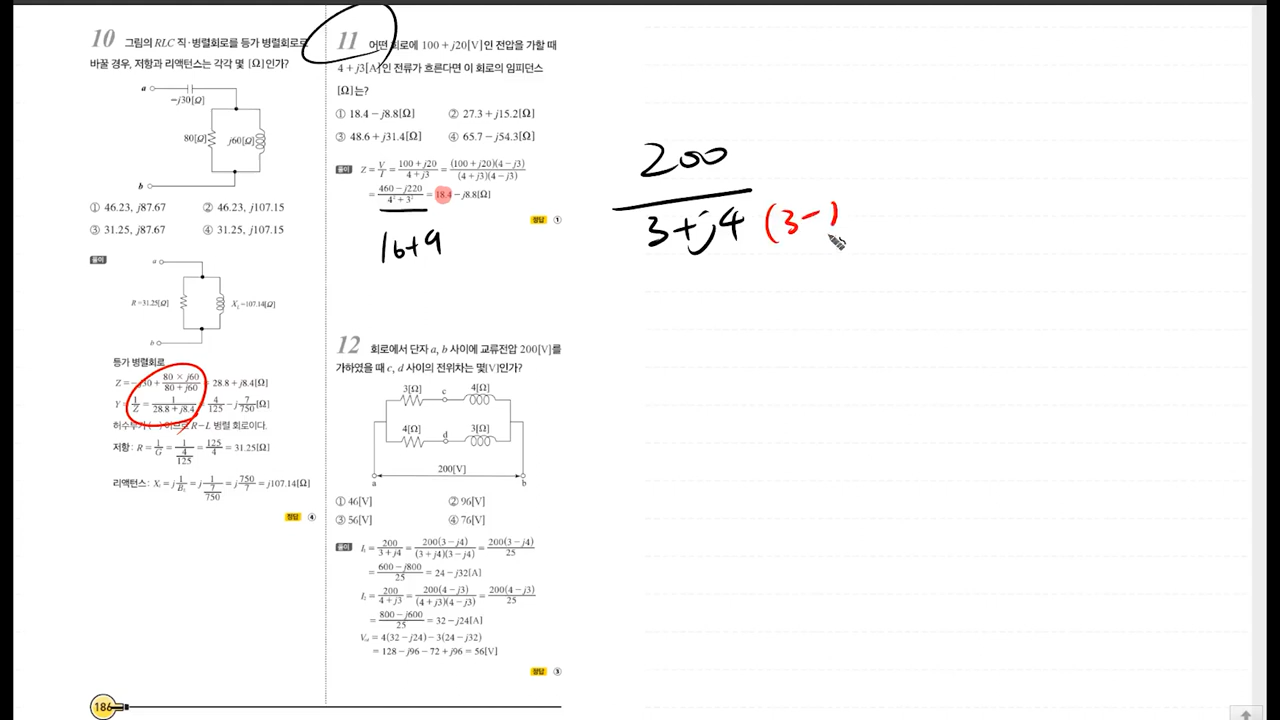 10 그림의 RLC 직·병렬회로를 등가 병렬회로로
바꿀 경우, 저항과 리액턴스는 각각 몇 [Ω]인가?
a
−j30[Ω]
80[Ω]
j60[Ω]
b
① 46.23, j87.67 ② 46.23, j107.15
③ 31.25, j87.67 ④ 31.25, j107.15
풀이
a
R=31.25[Ω]
X_L=107.14[Ω]
b
등가 병렬회로
Z=−j30+ 80×j60/80+j60 = 28.8+j8.4[Ω]
Y= 1/Z = 1/28.8+j8.4 = 4/125 −j 7/750 [Ω]
이므로 R−L 병렬 회로이다.
저항: R= 1/G = 1/(4/125) = 125/4 = 31.25[Ω]
리액턴스: X_L=j 1/B_L =j 1/(7/750) =j 750/7 =j107.14[Ω]
정답 ④
186
11 어떤 회로에 100+j20[V]인 전압을 가할 때
4+j3[A]인 전류가 흐른다면 이 회로의 임피던스
[Ω]는?
① 18.4−j8.8[Ω] ② 27.3+j15.2[Ω]
③ 48.6+j31.4[Ω] ④ 65.7−j54.3[Ω]
풀이 Z= V/I = 100+j20/4+j3 = (100+j20)(4−j3)/(4+j3)(4−j3)
= 460−j220/4²+3² = 18.4−j8.8[Ω]
정답 ①
16+9
12 회로에서 단자 a, b 사이에 교류전압 200[V]를
가하였을 때 c, d 사이의 전위차는 몇[V]인가?
3[Ω] c 4[Ω]
4[Ω] d 3[Ω]
200[V]
a b
① 46[V] ② 96[V]
③ 56[V] ④ 76[V]
풀이 I₁= 200/3+j4 = 200(3−j4)/(3+j4)(3−j4) = 200(3−j4)/25
= 600−j800/25 = 24−j32[A]
I₂= 200/4+j3 = 200(4−j3)/(4+j3)(4−j3) = 200(4−j3)/25
= 800−j600/25 = 32−j24[A]
V_cd=4(32−j24)−3(24−j32)
=128−j96−72+j96=56[V]
정답 ③
200
3+j4 (3−